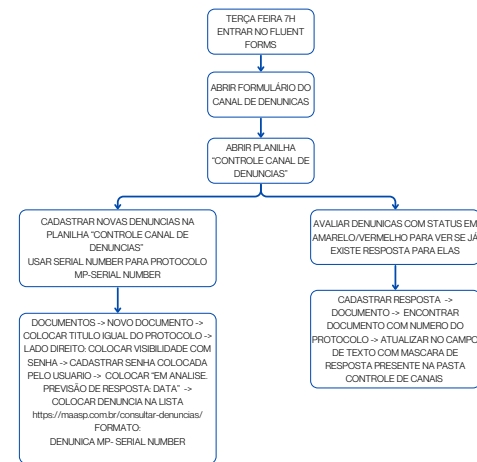 TERÇA FEIRA 7H
ENTRAR NO FLUENT
FORMS
ABRIR FORMULÁRIO DO
CANAL DE DENUNICAS
ABRIR PLANILHA
"CONTROLE CANAL DE
DENUNCIAS"
CADASTRAR NOVAS DENUNCIAS NA
PLANILHA "CONTROLE CANAL DE
DENUNCIAS"
USAR SERIAL NUMBER PARA PROTOCOLO
MP-SERIAL NUMBER
DOCUMENTOS -> NOVO DOCUMENTO ->
COLOCAR TITULO IGUAL DO PROTOCOLO ->
LADO DIREITO: COLOCAR VISIBILIDADE COM
SENHA -> CADASTRAR SENHA COLOCADA
PELO USUARIO -> COLOCAR "EM ANALISE.
PREVISÃO DE RESPOSTA: DATA" ->
COLOCAR DENUNCIA NA LISTA
https://maasp.com.br/consultar-denuncias/
FORMATO:
DENUNICA MP- SERIAL NUMBER
AVALIAR DENUNICAS COM STATUS EM
AMARELO/VERMELHO PARA VER SE JÁ
EXISTE RESPOSTA PARA ELAS
CADASTRAR RESPOSTA ->
DOCUMENTO -> ENCONTRAR
DOCUMENTO COM NUMERO DO
PROTOCOLO -> ATUALIZAR NO CAMPO
DE TEXTO COM MASCARA DE
RESPOSTA PRESENTE NA PASTA
CONTROLE DE CANAIS